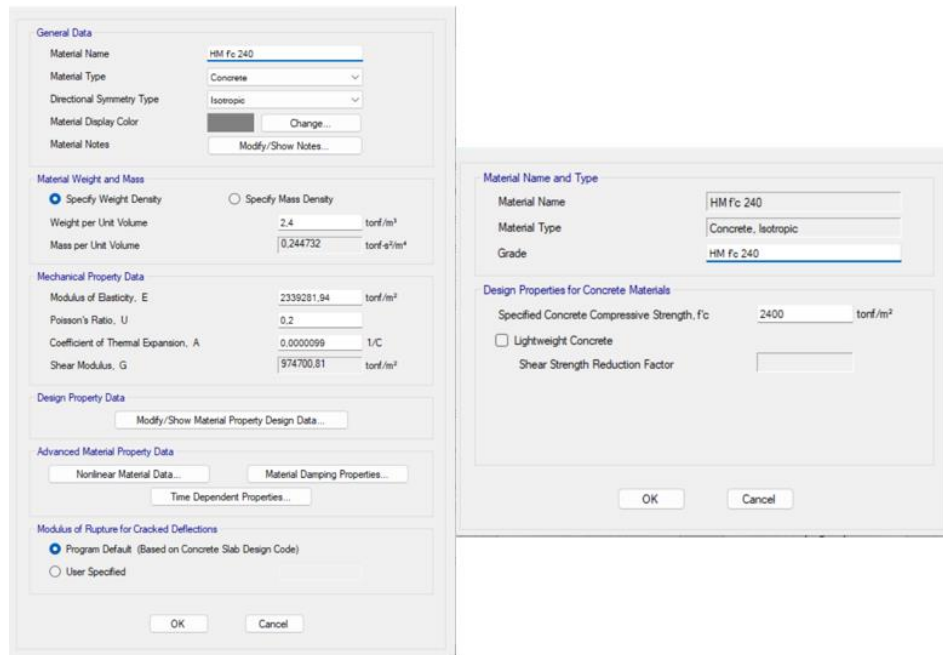 General Data
Material Name HM f'c 240
Material Type Concrete
Directional Symmetry Type Isotropic
Material Display Color Change...
Material Notes Modify/Show Notes...
Material Weight and Mass
Specify Weight Density Specify Mass Density
Weight per Unit Volume 2,4 tonf/m³
Mass per Unit Volume 0,244732 tonf-s²/m⁴
Mechanical Property Data
Modulus of Elasticity, E 2339281,94 tonf/m²
Poisson's Ratio, U 0,2
Coefficient of Thermal Expansion, A 0,0000099 1/C
Shear Modulus, G 974700,81 tonf/m²
Design Property Data
Modify/Show Material Property Design Data...
Advanced Material Property Data
Nonlinear Material Data... Material Damping Properties...
Time Dependent Properties...
Modulus of Rupture for Cracked Deflections
Program Default (Based on Concrete Slab Design Code)
User Specified
OK Cancel
Material Name and Type
Material Name HM f'c 240
Material Type Concrete, Isotropic
Grade HM f'c 240
Design Properties for Concrete Materials
Specified Concrete Compressive Strength, f'c 2400 tonf/m²
Lightweight Concrete
Shear Strength Reduction Factor
OK Cancel